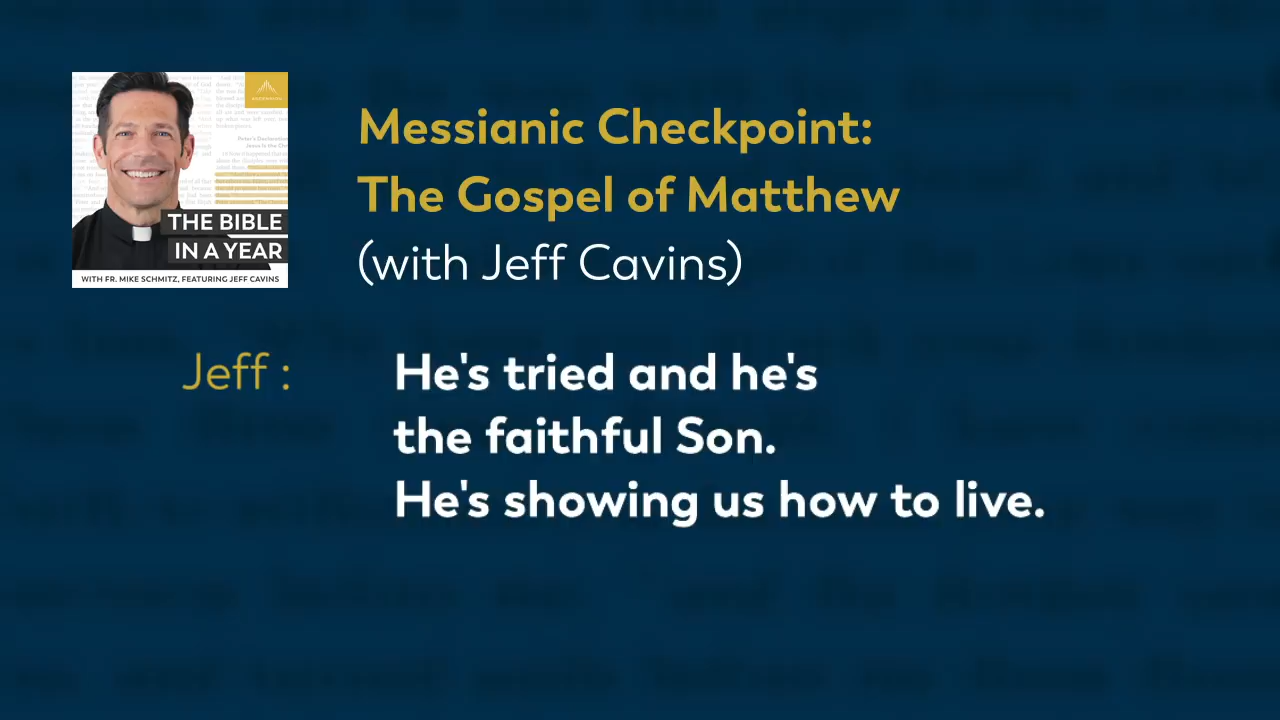 THE BIBLE
IN A YEAR
WITH FR. MIKE SCHMITZ, FEATURING JEFF CAVINS
Messianic Checkpoint:
The Gospel of Matthew
(with Jeff Cavins)
Jeff :
He's tried and he's
the faithful Son.
He's showing us how to live.